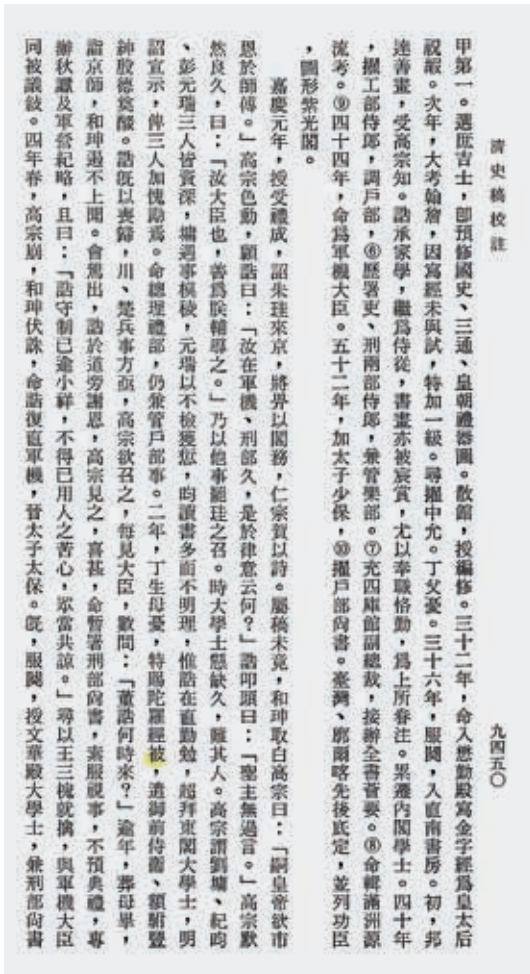 清史稿校註
九四五〇
甲第一。選庶吉士,卽預修國史、三通、皇朝禮器圖。散館,授編修。三十二年,命入懋勤殿寫金字經爲皇太后
祝嘏。次年,大考翰詹,因寫經未與試,特加一級。尋擢中允。丁父憂。三十六年,服闋,入直南書房。初,邦
達善畫,受高宗知。誥承家學,繼爲侍從,書畫亦被宸賞,尤以奉職恪勤,爲上所眷注。累遷內閣學士。四十年
,擢工部侍郎,調戶部,⑥歷署吏、刑兩部侍郎,兼管樂部。⑦充四庫館副總裁,接辦全書薈要。⑧命輯滿洲源
流考。⑨四十四年,命爲軍機大臣。五十二年,加太子少保,⑩擢戶部尙書。臺灣、廓爾喀先後底定,並列功臣
,圖形紫光閣。
嘉慶元年,授受禮成,詔朱珪來京,將畀以閣務,仁宗賀以詩。屬稿未竟,和珅取白高宗曰:「嗣皇帝欲市
恩於師傅。」高宗色動,顧誥曰:「汝在軍機、刑部久,是於律意云何?」誥叩頭曰:「聖主無過言。」高宗默
然良久,曰:「汝大臣也,善爲朕輔導之。」乃以他事罷珪之召。時大學士懸缺久,難其人。高宗謂劉墉、紀昀
、彭元瑞三人皆資深,墉遇事模棱,元瑞以不檢獲愆,昀讀書多而不明理,惟誥在直勤勉,超拜東閣大學士,明
詔宣示,俾三人加愧勵焉。命總理禮部,仍兼管戶部事。二年,丁生母憂,特賜陀羅經被,遣御前侍衞、額駙豐
紳殷德奠醊。誥旣以喪歸,川、楚兵事方亟,高宗欲召之,每見大臣,數問:「董誥何時來?」逾年,葬母畢,
詣京師,和珅遏不上聞。會駕出,誥於道旁謝恩,高宗見之,喜甚,命暫署刑部尙書,素服視事,不預典禮,專
辦秋讞及軍營紀略,且曰:「誥守制已逾小祥,不得已用人之苦心,眾當共諒。」尋以王三槐就擒,與軍機大臣
同被議敍。四年春,高宗崩,和珅伏誅,命誥復直軍機,晉太子太保。旣,服闋,授文華殿大學士,兼刑部尙書